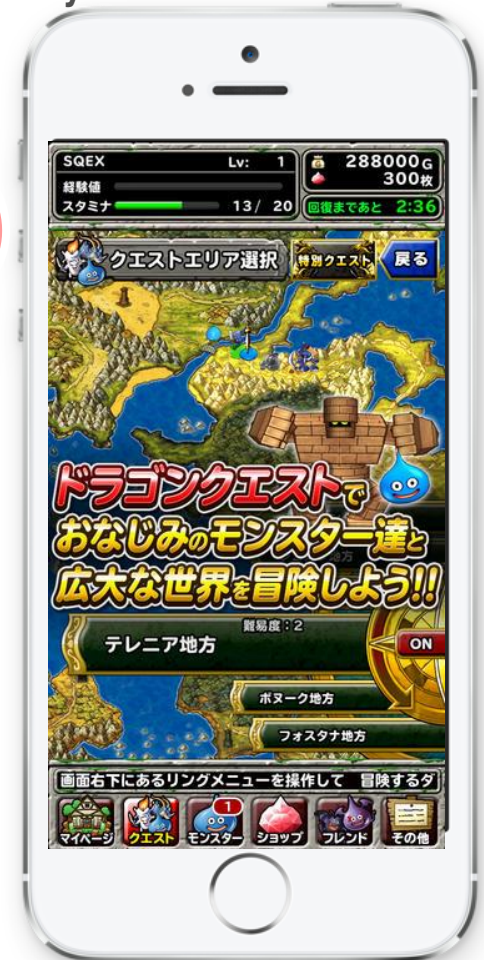 SQEX Lv: 1
288000G
経験値
300枚
スタミナ 13/ 20
回復まであと 2:36
クエストエリア選択
特別クエスト
戻る
ドラゴンクエストで
おなじみのモンスター達と
広大な世界を冒険しよう!!
地方
難易度:2
テレニア地方
ON
ボヌーク地方
フォスタナ地方
画面右下にあるリングメニューを操作して 冒険するダ
1
マイページ クエスト モンスター ショップ フレンド その他